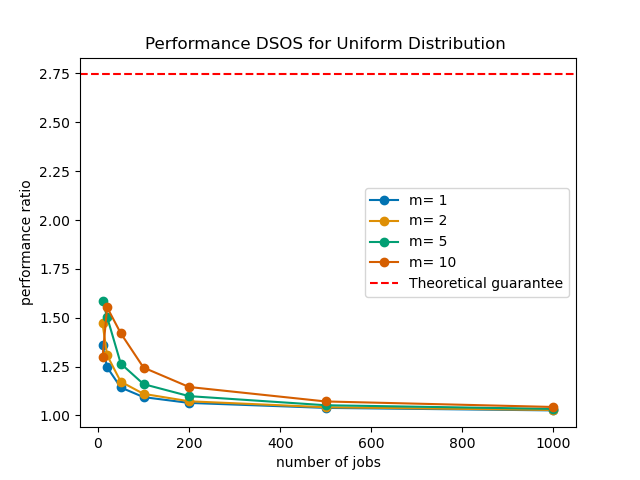 Performance DSOS for Uniform Distribution
performance ratio
2.75
2.50
2.25
2.00
1.75
1.50
1.25
1.00
m= 1
m= 2
m= 5
m= 10
Theoretical guarantee
0 200 400 600 800 1000
number of jobs